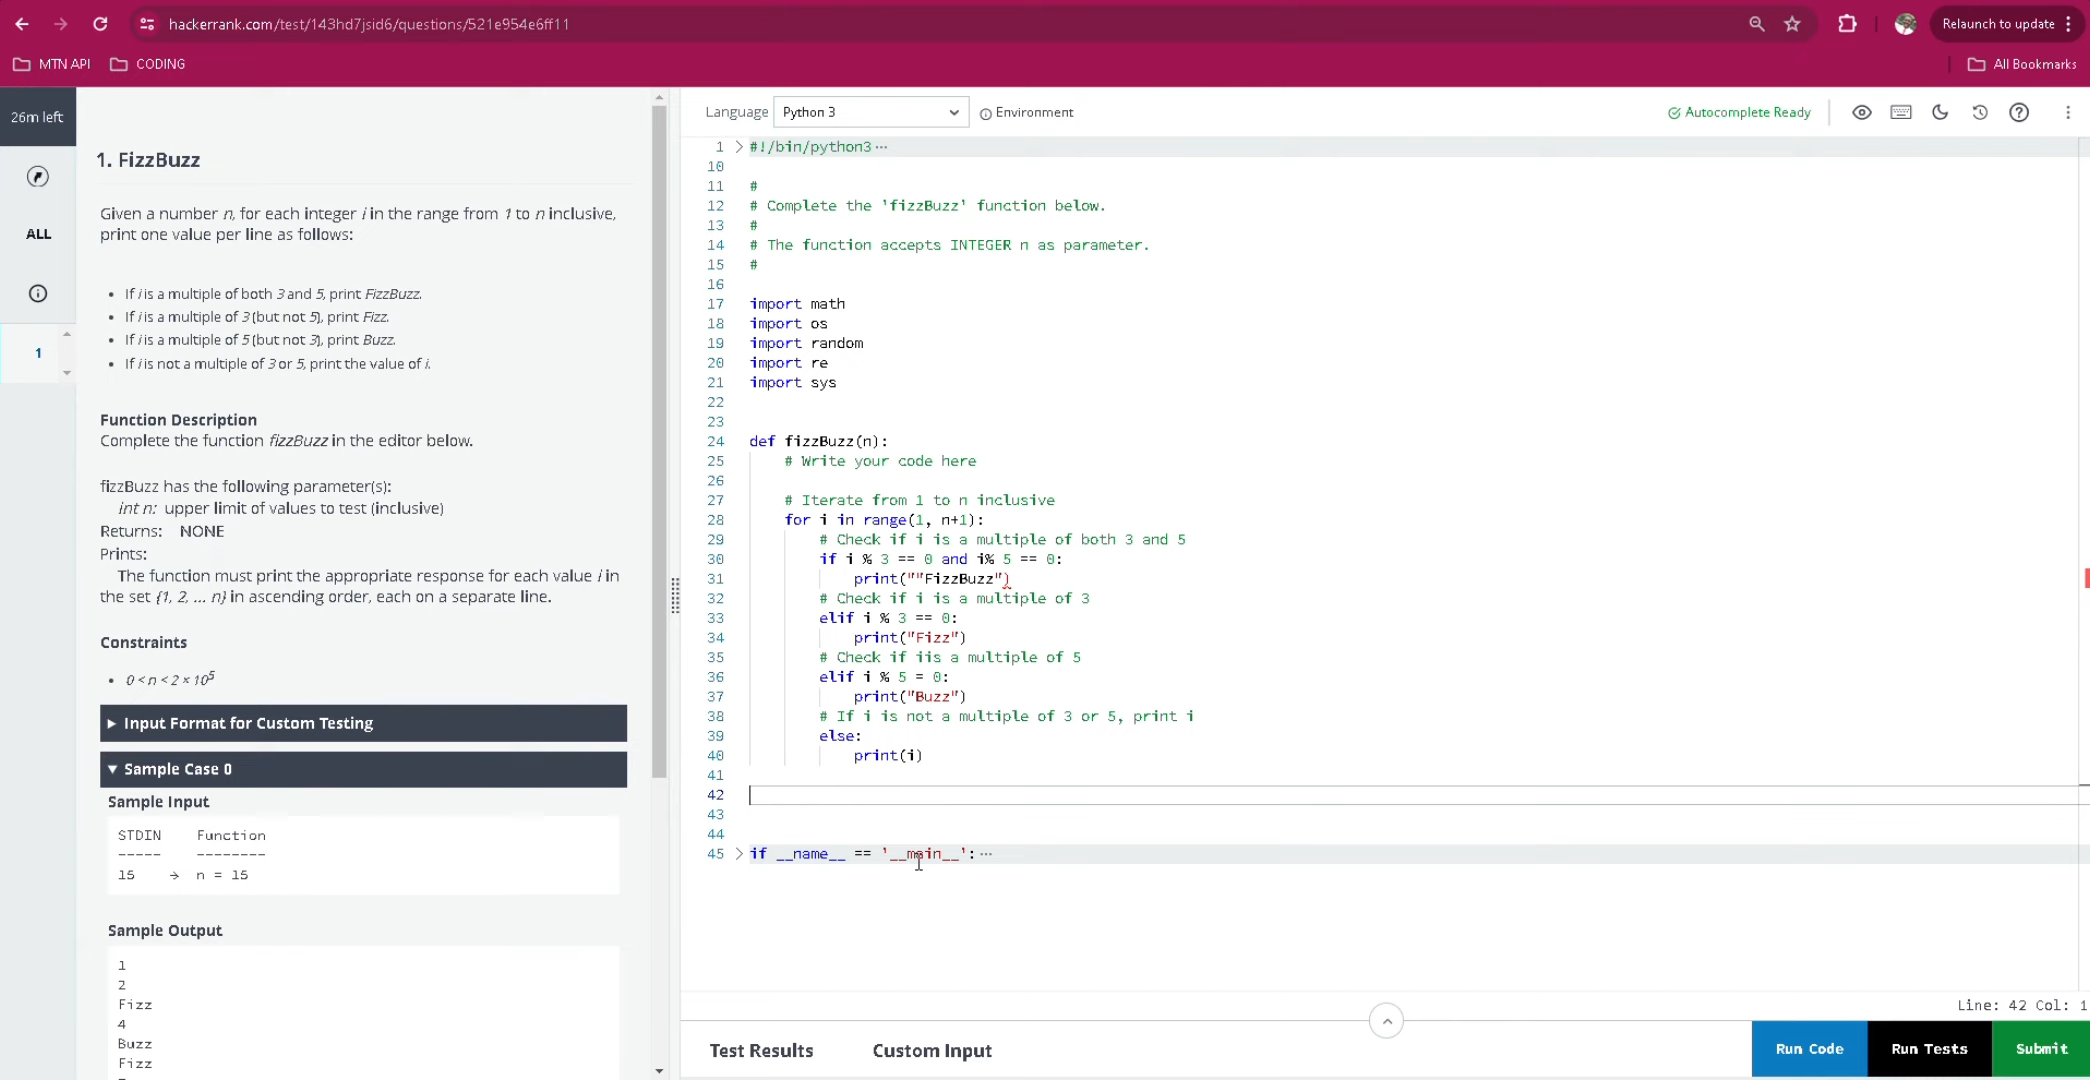 hackerrank.com/test/143hd7jsid6/questions/521e954e6ff11
Relaunch to update
MTN API
CODING
All Bookmarks
26m left
ALL
1
1. FizzBuzz
Given a number n, for each integer i in the range from 1 to n inclusive,
print one value per line as follows:
• If i is a multiple of both 3 and 5, print FizzBuzz.
• If i is a multiple of 3 (but not 5), print Fizz.
• If i is a multiple of 5 (but not 3), print Buzz.
• If i is not a multiple of 3 or 5, print the value of i.
Function Description
Complete the function fizzBuzz in the editor below.
fizzBuzz has the following parameter(s):
int n: upper limit of values to test (inclusive)
Returns: NONE
Prints:
The function must print the appropriate response for each value i in
the set {1, 2, ... n} in ascending order, each on a separate line.
Constraints
• 0 < n < 2 × 10⁵
Input Format for Custom Testing
Sample Case 0
Sample Input
STDIN Function
----- --------
15 → n = 15
Sample Output
1
2
Fizz
4
Buzz
Fizz
Language Python 3 Environment
Autocomplete Ready
1 #!/bin/python3 ···
10
11 #
12 # Complete the 'fizzBuzz' function below.
13 #
14 # The function accepts INTEGER n as parameter.
15 #
16
17 import math
18 import os
19 import random
20 import re
21 import sys
22
23
24 def fizzBuzz(n):
25 # Write your code here
26
27 # Iterate from 1 to n inclusive
28 for i in range(1, n+1):
29 # Check if i is a multiple of both 3 and 5
30 if i % 3 == 0 and i% 5 == 0:
31 print(""FizzBuzz")
32 # Check if i is a multiple of 3
33 elif i % 3 == 0:
34 print("Fizz")
35 # Check if iis a multiple of 5
36 elif i % 5 = 0:
37 print("Buzz")
38 # If i is not a multiple of 3 or 5, print i
39 else:
40 print(i)
41
42
43
44
45 if __name__ == '__main__': ···
Line: 42 Col: 1
Test Results
Custom Input
Run Code
Run Tests
Submit